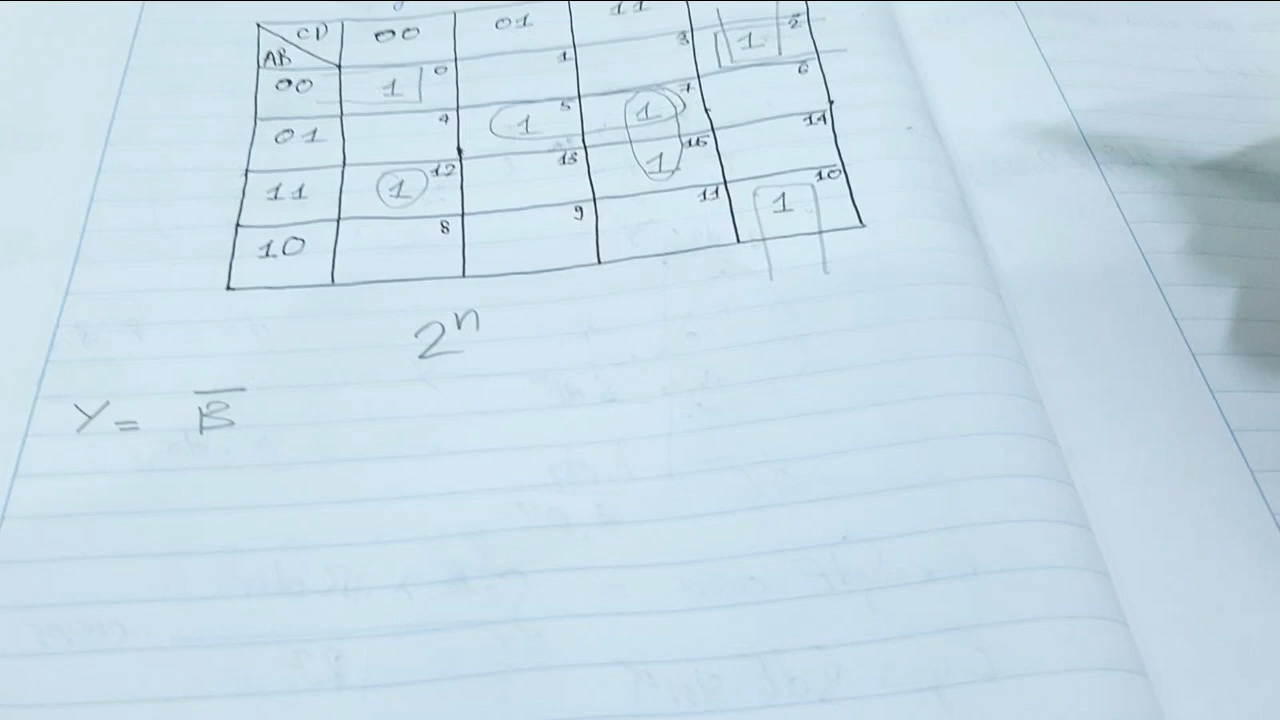 CD 00 01 11
AB
00 1 0 1 3 1 2
01 4 1 5 1 7 6
11 1 12 13 1 15 14
10 8 9 11 1 10
2ⁿ
Y = B̅